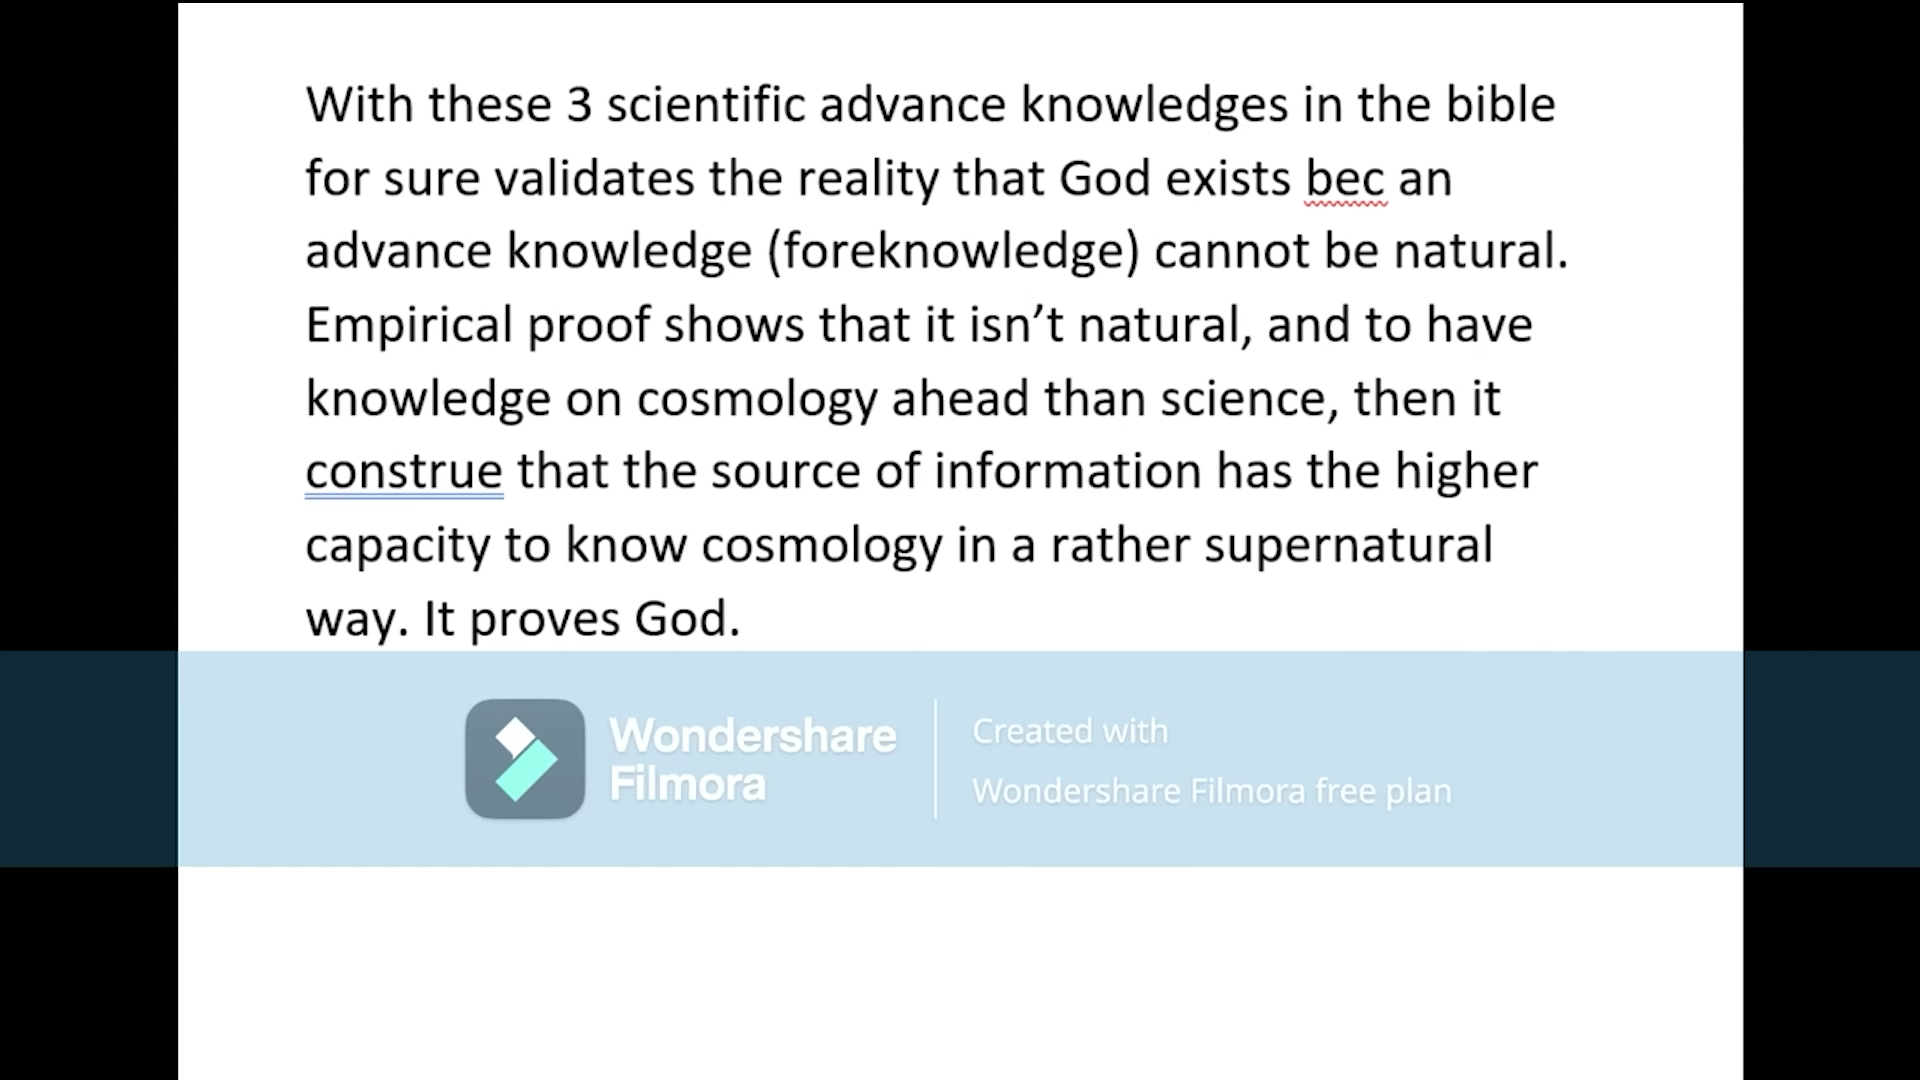 With these 3 scientific advance knowledges in the bible
for sure validates the reality that God exists bec an
advance knowledge (foreknowledge) cannot be natural.
Empirical proof shows that it isn’t natural, and to have
knowledge on cosmology ahead than science, then it
construe that the source of information has the higher
capacity to know cosmology in a rather supernatural
way. It proves God.
Wondershare
Filmora
Created with
Wondershare Filmora free plan